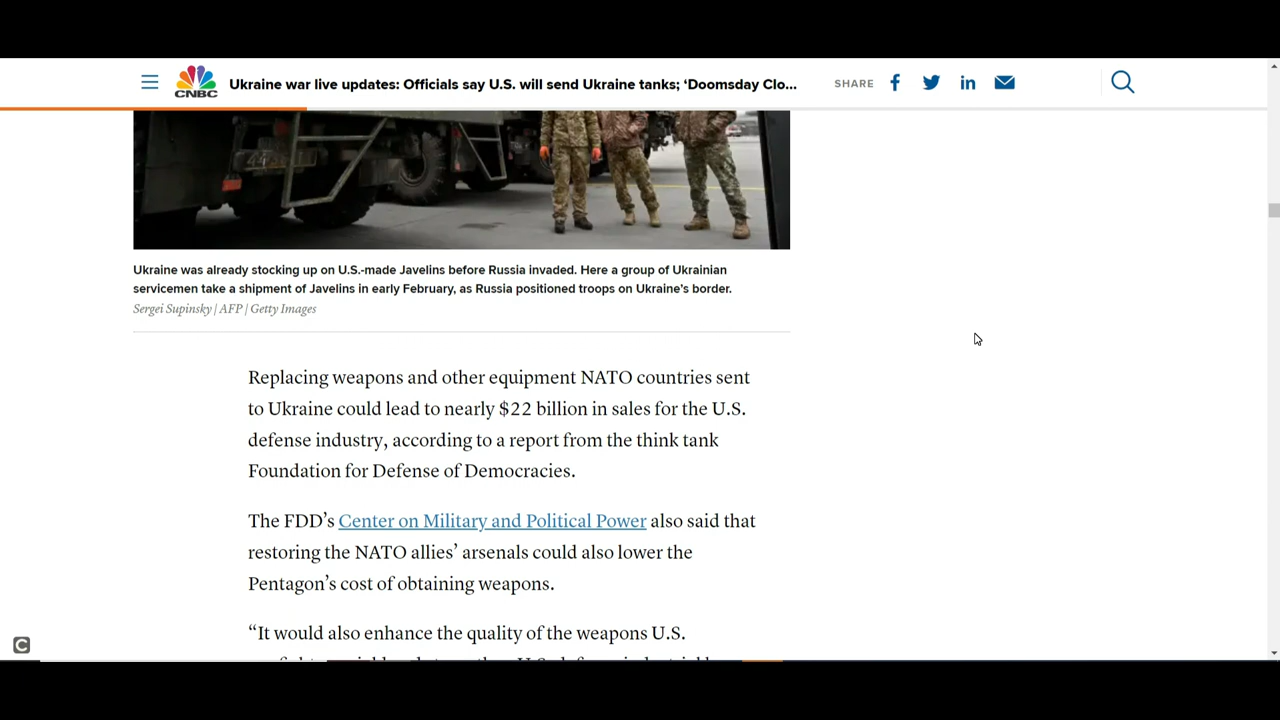 CNBC
Ukraine war live updates: Officials say U.S. will send Ukraine tanks; ‘Doomsday Clo...
SHARE
Ukraine was already stocking up on U.S.-made Javelins before Russia invaded. Here a group of Ukrainian
servicemen take a shipment of Javelins in early February, as Russia positioned troops on Ukraine’s border.
Sergei Supinsky | AFP | Getty Images
Replacing weapons and other equipment NATO countries sent
to Ukraine could lead to nearly $22 billion in sales for the U.S.
defense industry, according to a report from the think tank
Foundation for Defense of Democracies.
The FDD’s Center on Military and Political Power also said that
restoring the NATO allies’ arsenals could also lower the
Pentagon’s cost of obtaining weapons.
“It would also enhance the quality of the weapons U.S.